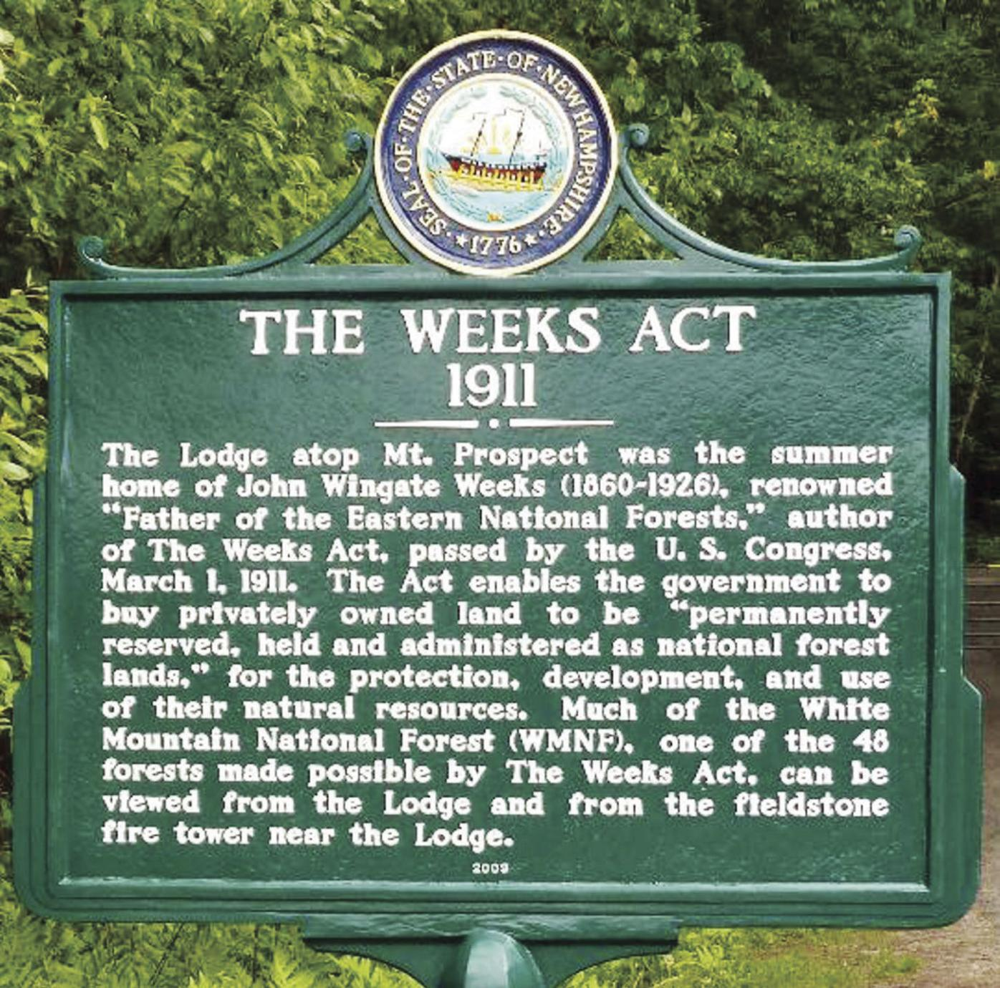 SEAL·OF·THE·STATE·OF·NEW HAMPSHIRE·
★1776★
THE WEEKS ACT
1911
The Lodge atop Mt. Prospect was the summer
home of John Wingate Weeks (1860-1926), renowned
“Father of the Eastern National Forests,” author
of The Weeks Act, passed by the U. S. Congress,
March 1, 1911. The Act enables the government to
buy privately owned land to be “permanently
reserved, held and administered as national forest
lands,” for the protection, development, and use
of their natural resources. Much of the White
Mountain National Forest (WMNF), one of the 48
forests made possible by The Weeks Act, can be
viewed from the Lodge and from the fieldstone
fire tower near the Lodge.
2009